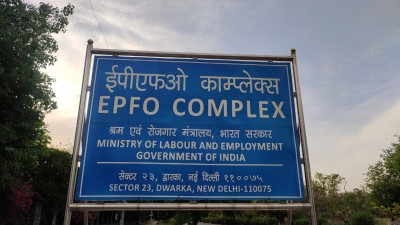 ईपीएफओ काम्प्लेक्स
EPFO COMPLEX
श्रम एवं रोजगार मंत्रालय, भारत सरकार
MINISTRY OF LABOUR AND EMPLOYMENT
GOVERNMENT OF INDIA
सेक्टर २३, द्वारका, नई दिल्ली ११००७५
SECTOR 23, DWARKA, NEW DELHI-110075